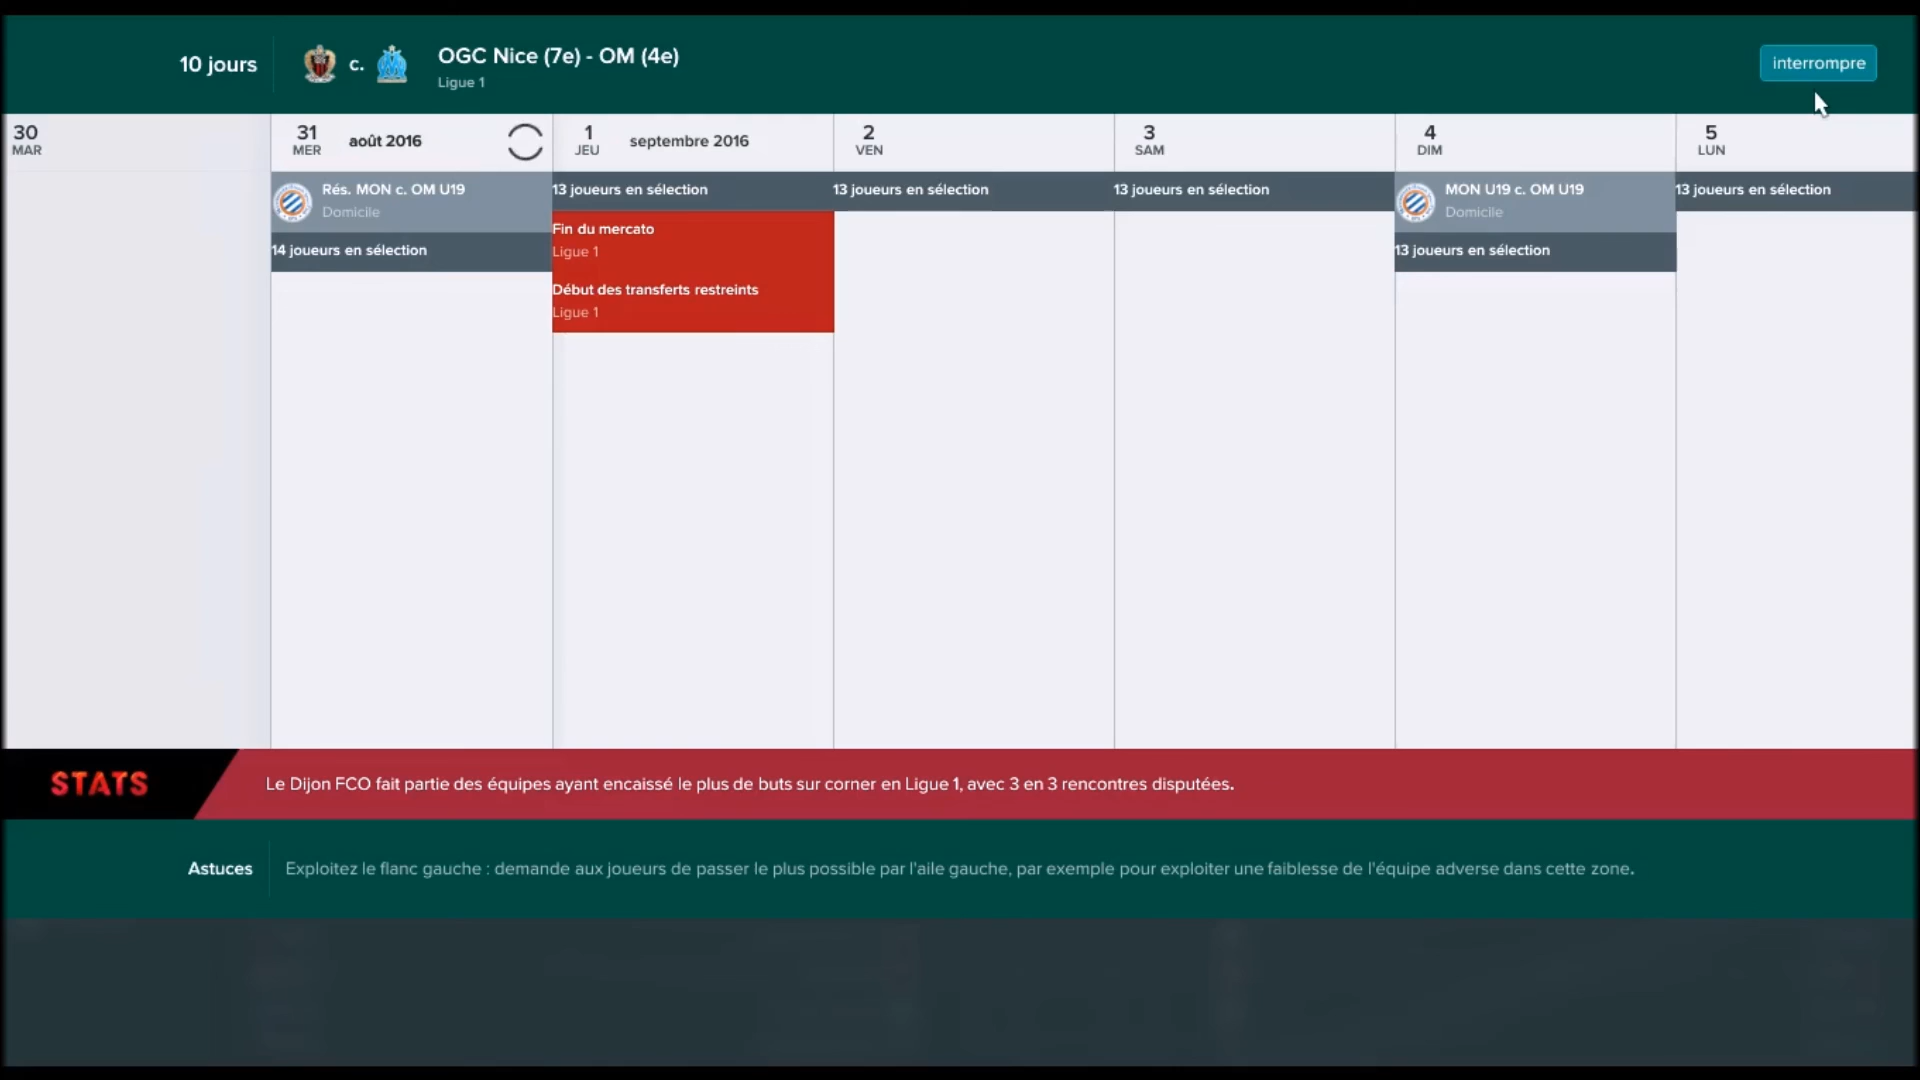 10 jours
c.
OGC Nice (7e) - OM (4e)
Ligue 1
interrompre
30
MAR
31
MER
août 2016
1
JEU
septembre 2016
2
VEN
3
SAM
4
DIM
5
LUN
Rés. MON c. OM U19
Domicile
14 joueurs en sélection
13 joueurs en sélection
Fin du mercato
Ligue 1
Début des transferts restreints
Ligue 1
13 joueurs en sélection
13 joueurs en sélection
MON U19 c. OM U19
Domicile
13 joueurs en sélection
13 joueurs en sélection
STATS
Le Dijon FCO fait partie des équipes ayant encaissé le plus de buts sur corner en Ligue 1, avec 3 en 3 rencontres disputées.
Astuces
Exploitez le flanc gauche : demande aux joueurs de passer le plus possible par l'aile gauche, par exemple pour exploiter une faiblesse de l'équipe adverse dans cette zone.